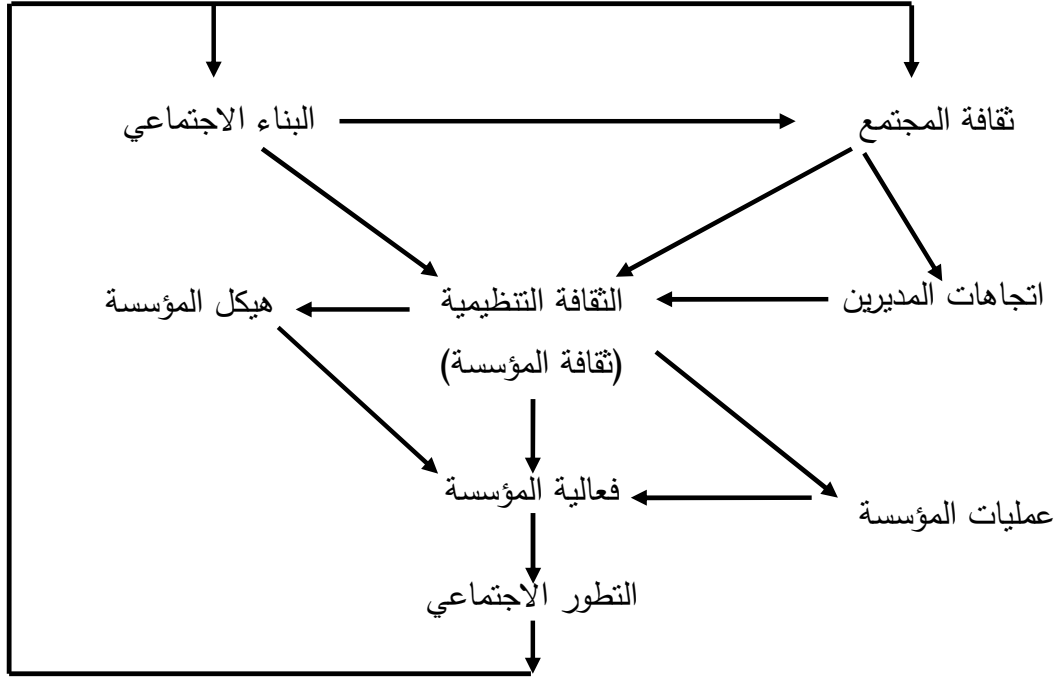 ثقافة المجتمع
البناء الاجتماعي
اتجاهات المديرين
الثقافة التنظيمية
(ثقافة المؤسسة)
هيكل المؤسسة
فعالية المؤسسة
عمليات المؤسسة
التطور الاجتماعي